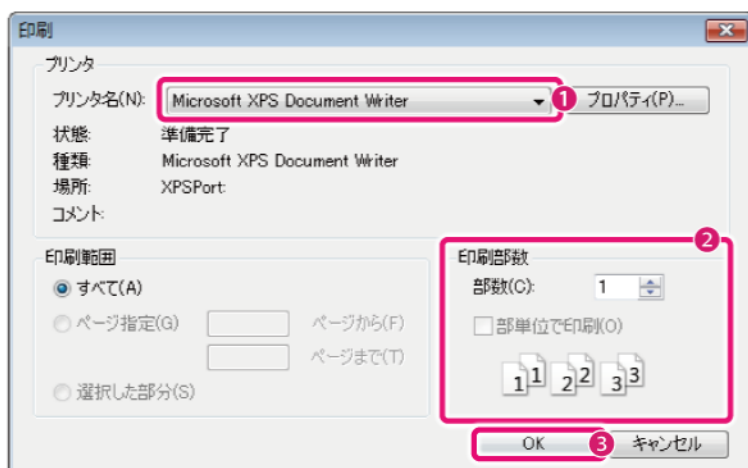 印刷
プリンタ
プリンタ名(N): Microsoft XPS Document Writer 1 プロパティ(P)...
状態: 準備完了
種類: Microsoft XPS Document Writer
場所: XPSPort:
コメント:
印刷範囲
すべて(A)
ページ指定(G) ページから(F)
ページまで(T)
選択した部分(S)
2
印刷部数
部数(C): 1
部単位で印刷(O)
1 1 2 2 3 3
OK 3 キャンセル